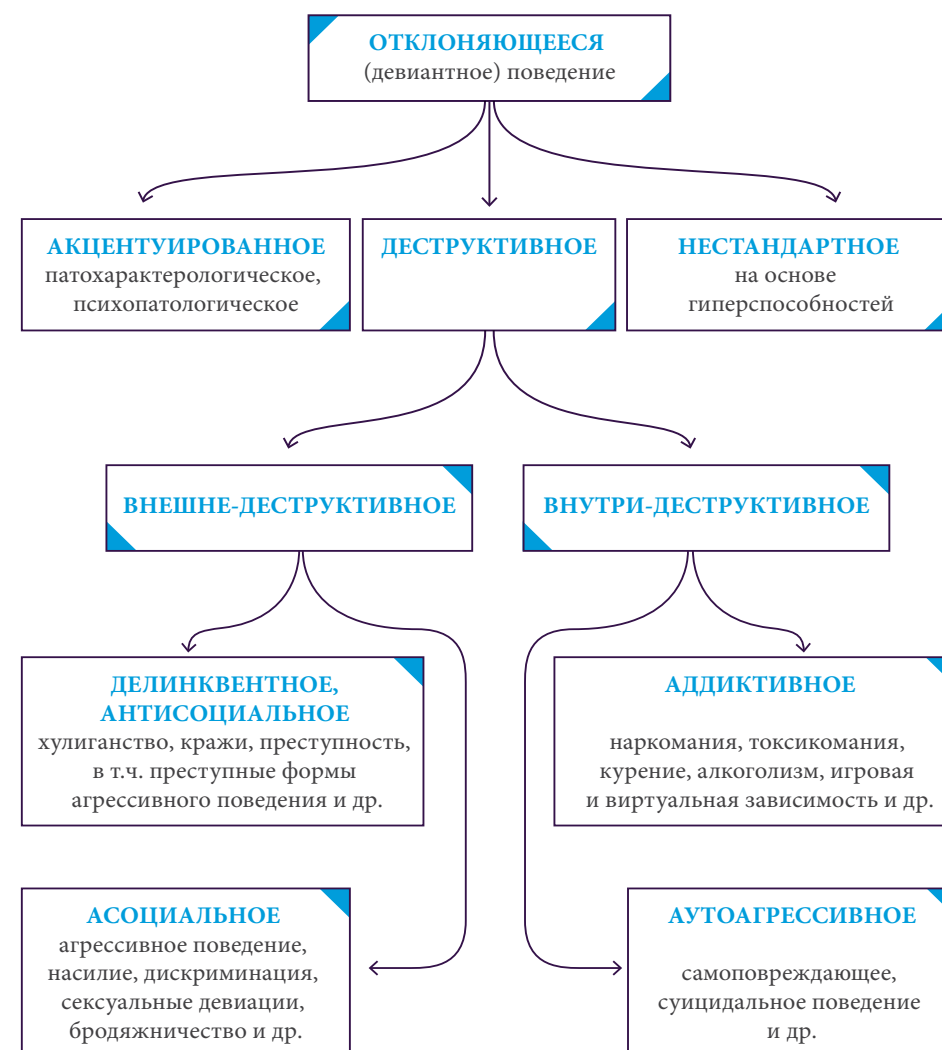 ОТКЛОНЯЮЩЕЕСЯ
(девиантное) поведение
АКЦЕНТУИРОВАННОЕ
патохарактерологическое,
психопатологическое
ДЕСТРУКТИВНОЕ
НЕСТАНДАРТНОЕ
на основе
гиперспособностей
ВНЕШНЕ-ДЕСТРУКТИВНОЕ
ВНУТРИ-ДЕСТРУКТИВНОЕ
ДЕЛИНКВЕНТНОЕ,
АНТИСОЦИАЛЬНОЕ
хулиганство, кражи, преступность,
в т.ч. преступные формы
агрессивного поведения и др.
АДДИКТИВНОЕ
наркомания, токсикомания,
курение, алкоголизм, игровая
и виртуальная зависимость и др.
АСОЦИАЛЬНОЕ
агрессивное поведение,
насилие, дискриминация,
сексуальные девиации,
бродяжничество и др.
АУТОАГРЕССИВНОЕ
самоповреждающее,
суицидальное поведение
и др.